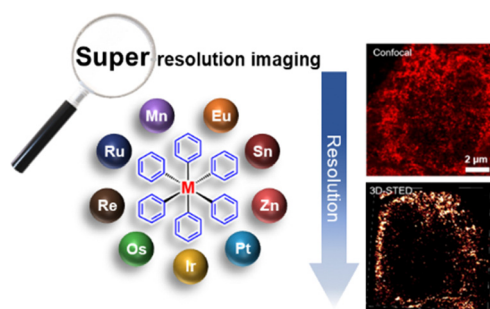 Super resolution imaging
Mn
Eu
Ru
Sn
M
Re
Zn
Os
Pt
Ir
Resolution
Confocal
2 μm
3D-STED